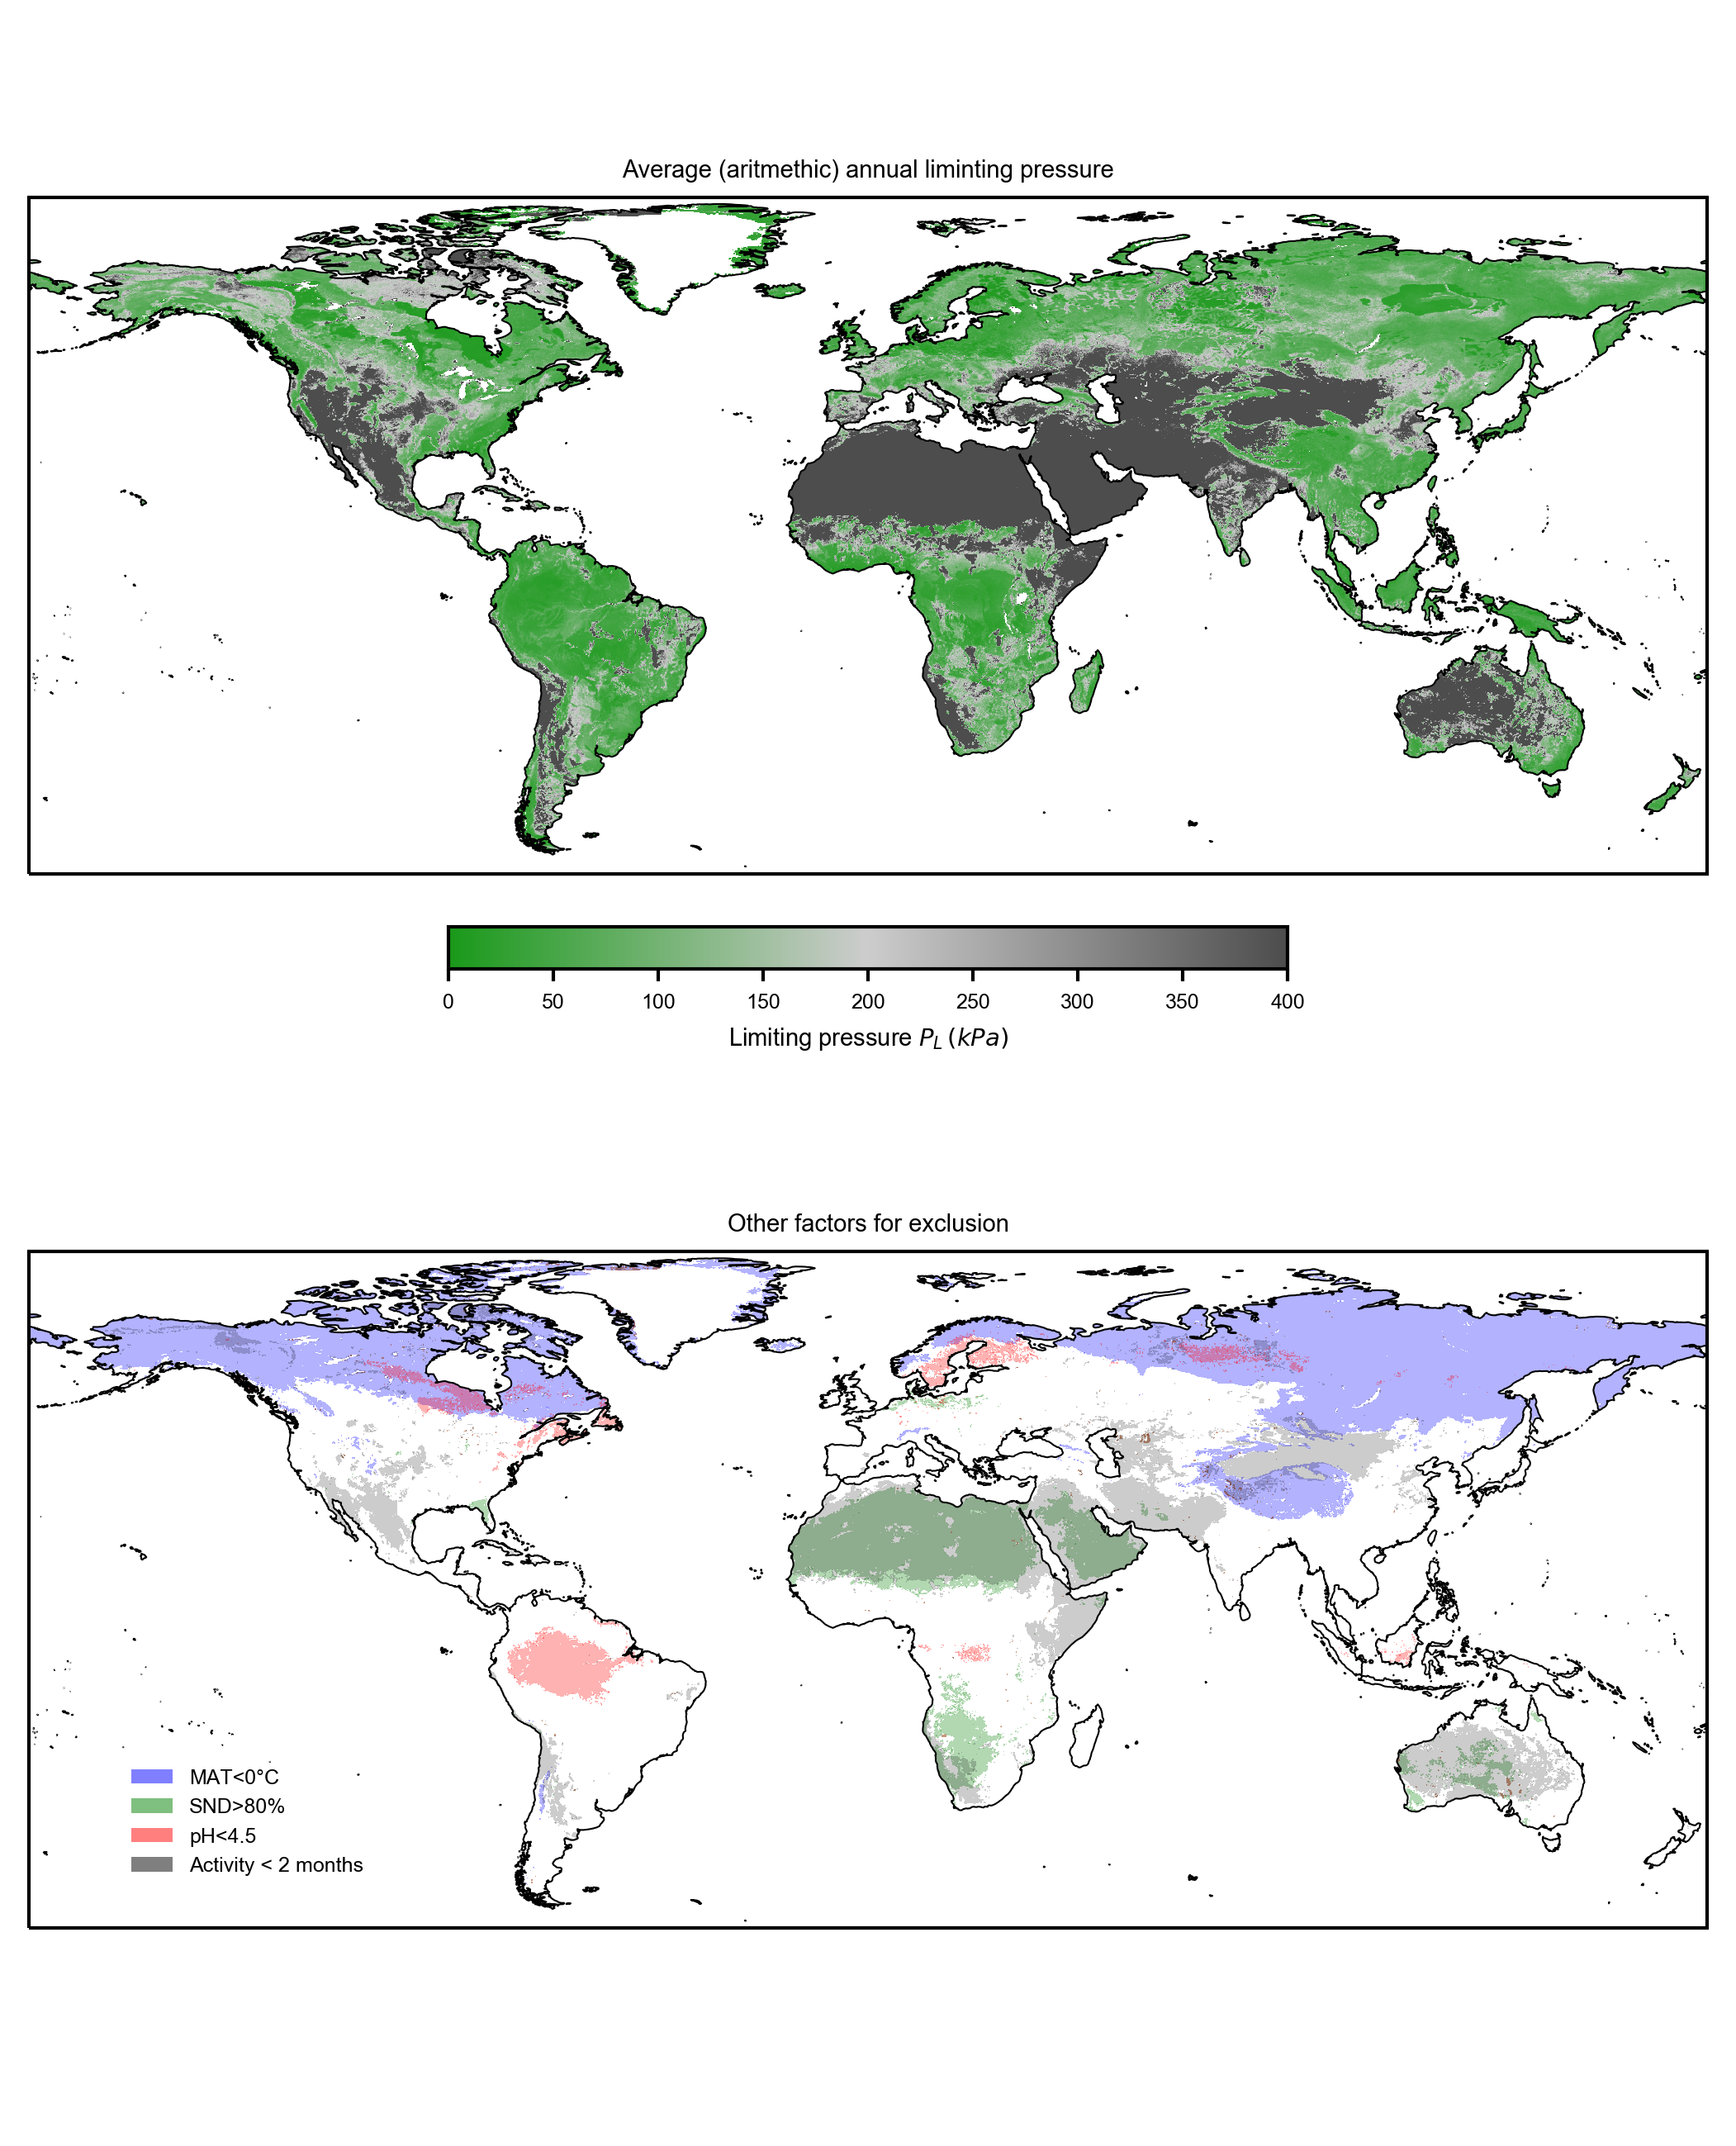 Average (aritmethic) annual liminting pressure
0 50 100 150 200 250 300 350 400
Limiting pressure P_L (kPa)
Other factors for exclusion
MAT<0°C
SND>80%
pH<4.5
Activity < 2 months